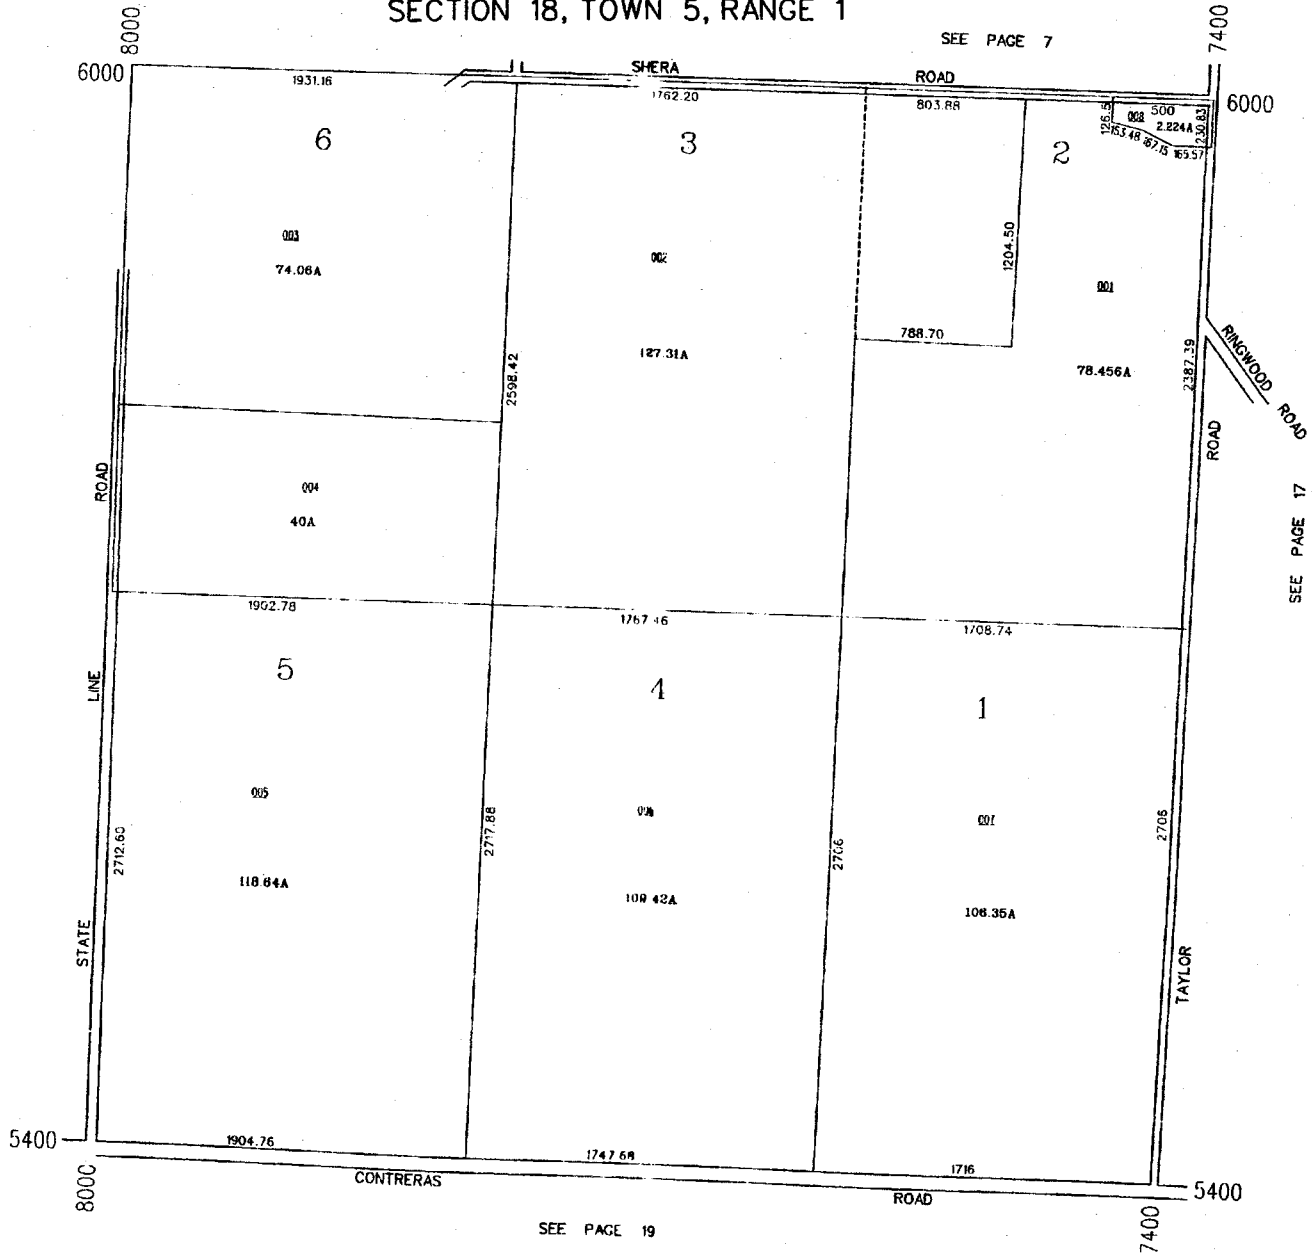 SECTION 18, TOWN 5, RANGE 1
SEE PAGE 7
8000
7400
6000
6000
SHERA
ROAD
1931.16
1762.20
803.88
500
008
2.224A
126.5
153.48
167.15
165.57
230.83
6
3
2
003
74.06A
002
127.31A
1204.50
001
78.456A
788.70
2598.42
2387.39
RINGWOOD ROAD
ROAD
SEE PAGE 17
ROAD
004
40A
1902.78
1767.46
1708.74
5
4
1
LINE
005
118.64A
006
109.42A
007
106.35A
2712.60
2717.88
2706
2706
STATE
TAYLOR
5400
1904.76
1747.68
1716
CONTRERAS
ROAD
5400
8000
7400
SEE PAGE 19